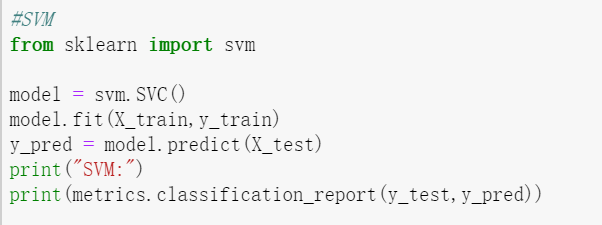 #SVM
from sklearn import svm
model = svm.SVC()
model.fit(X_train,y_train)
y_pred = model.predict(X_test)
print("SVM:")
print(metrics.classification_report(y_test,y_pred))